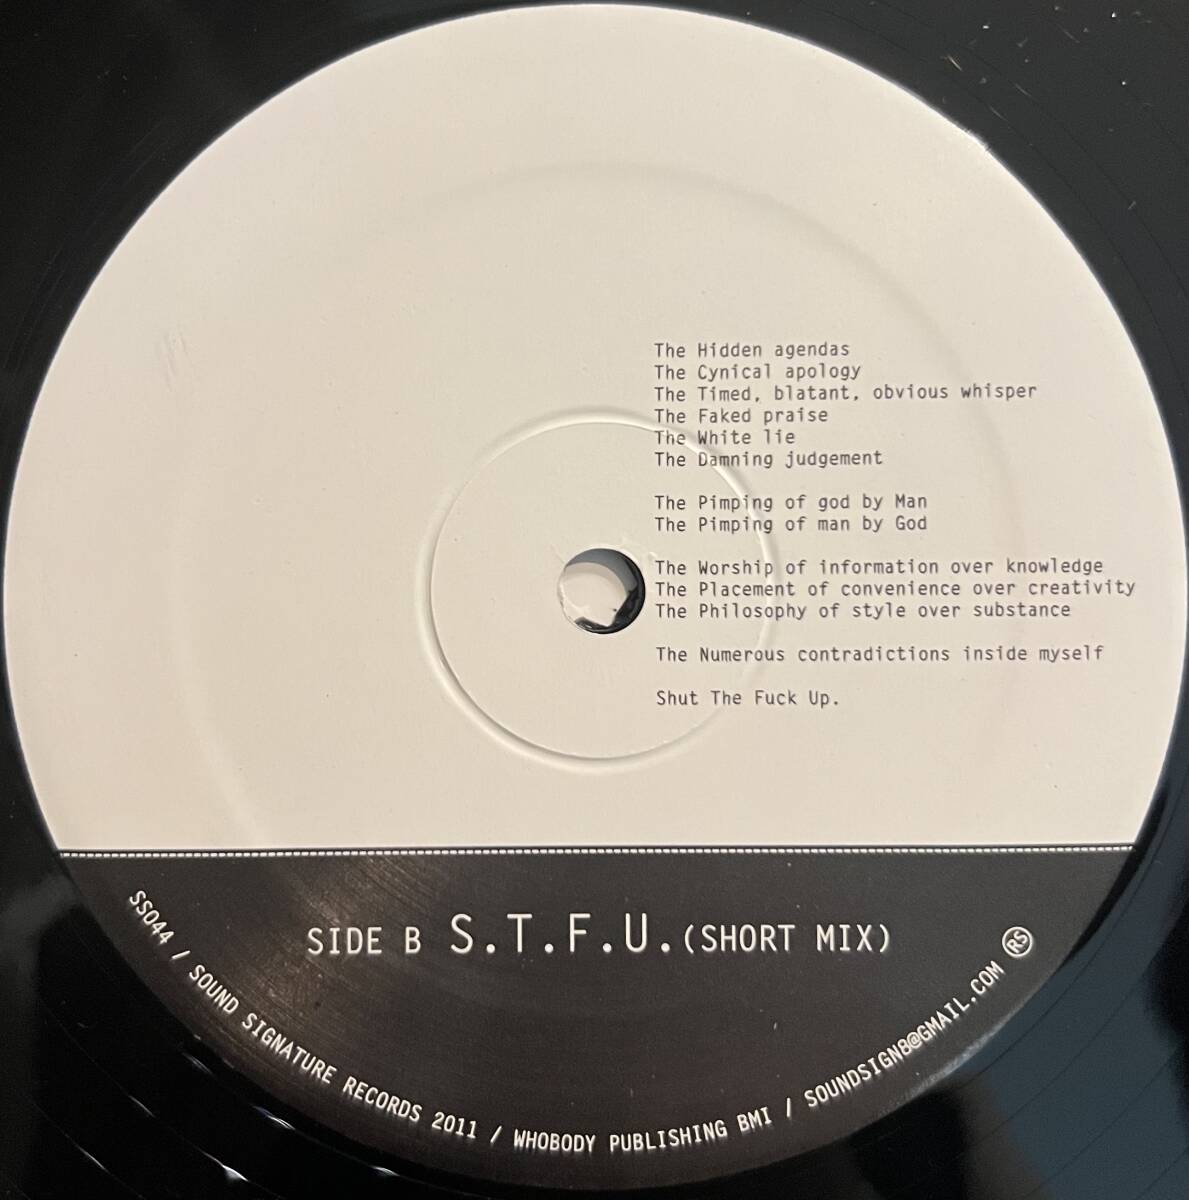 The Hidden agendas
The Cynical apology
The Timed, blatant, obvious whisper
The Faked praise
The White lie
The Damning judgement
The Pimping of god by Man
The Pimping of man by God
The Worship of information over knowledge
The Placement of convenience over creativity
The Philosophy of style over substance
The Numerous contradictions inside myself
Shut The Fuck Up.
SIDE B S.T.F.U.(SHORT MIX)
SS044 / SOUND SIGNATURE RECORDS 2011 / WHOBODY PUBLISHING BMI / SOUNDSIGN8@GMAIL.COM RS